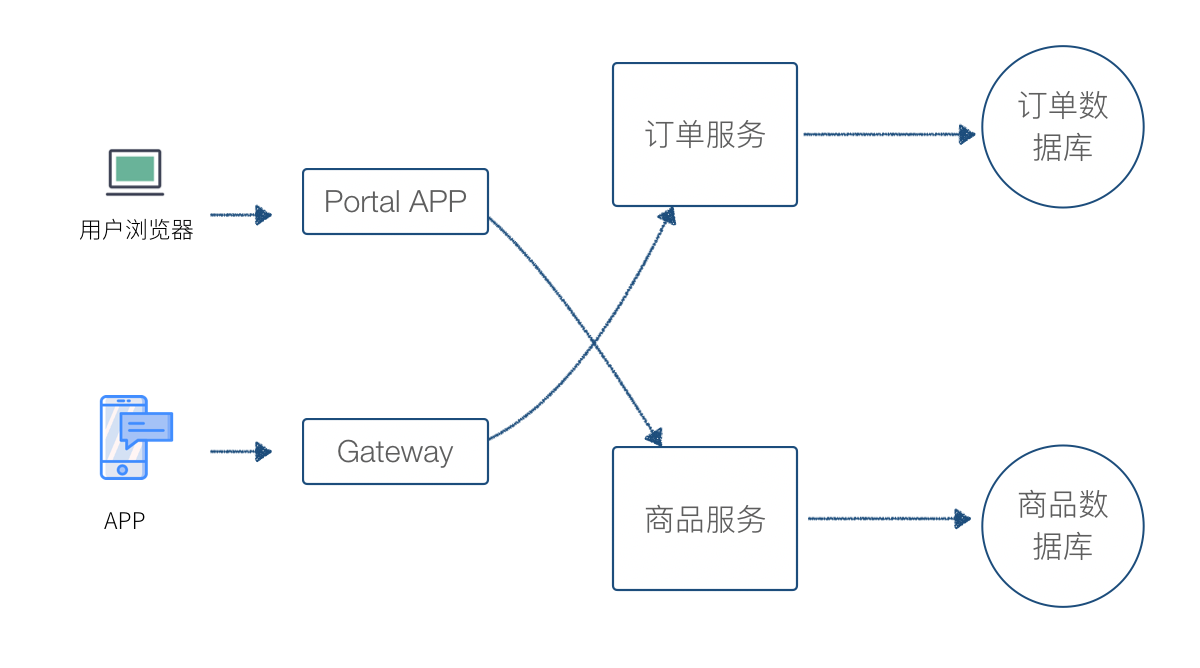 用户浏览器
Portal APP
订单服务
订单数
据库
APP
Gateway
商品服务
商品数
据库